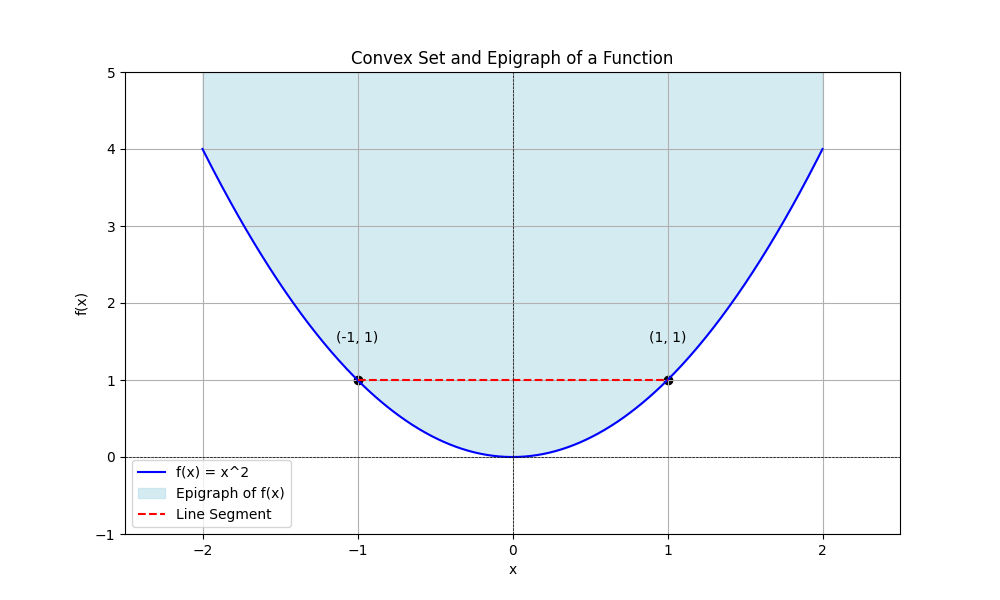 Convex Set and Epigraph of a Function
f(x)
5
4
3
2
1
0
−1
(-1, 1)
(1, 1)
f(x) = x^2
Epigraph of f(x)
Line Segment
−2
−1
0
1
2
x